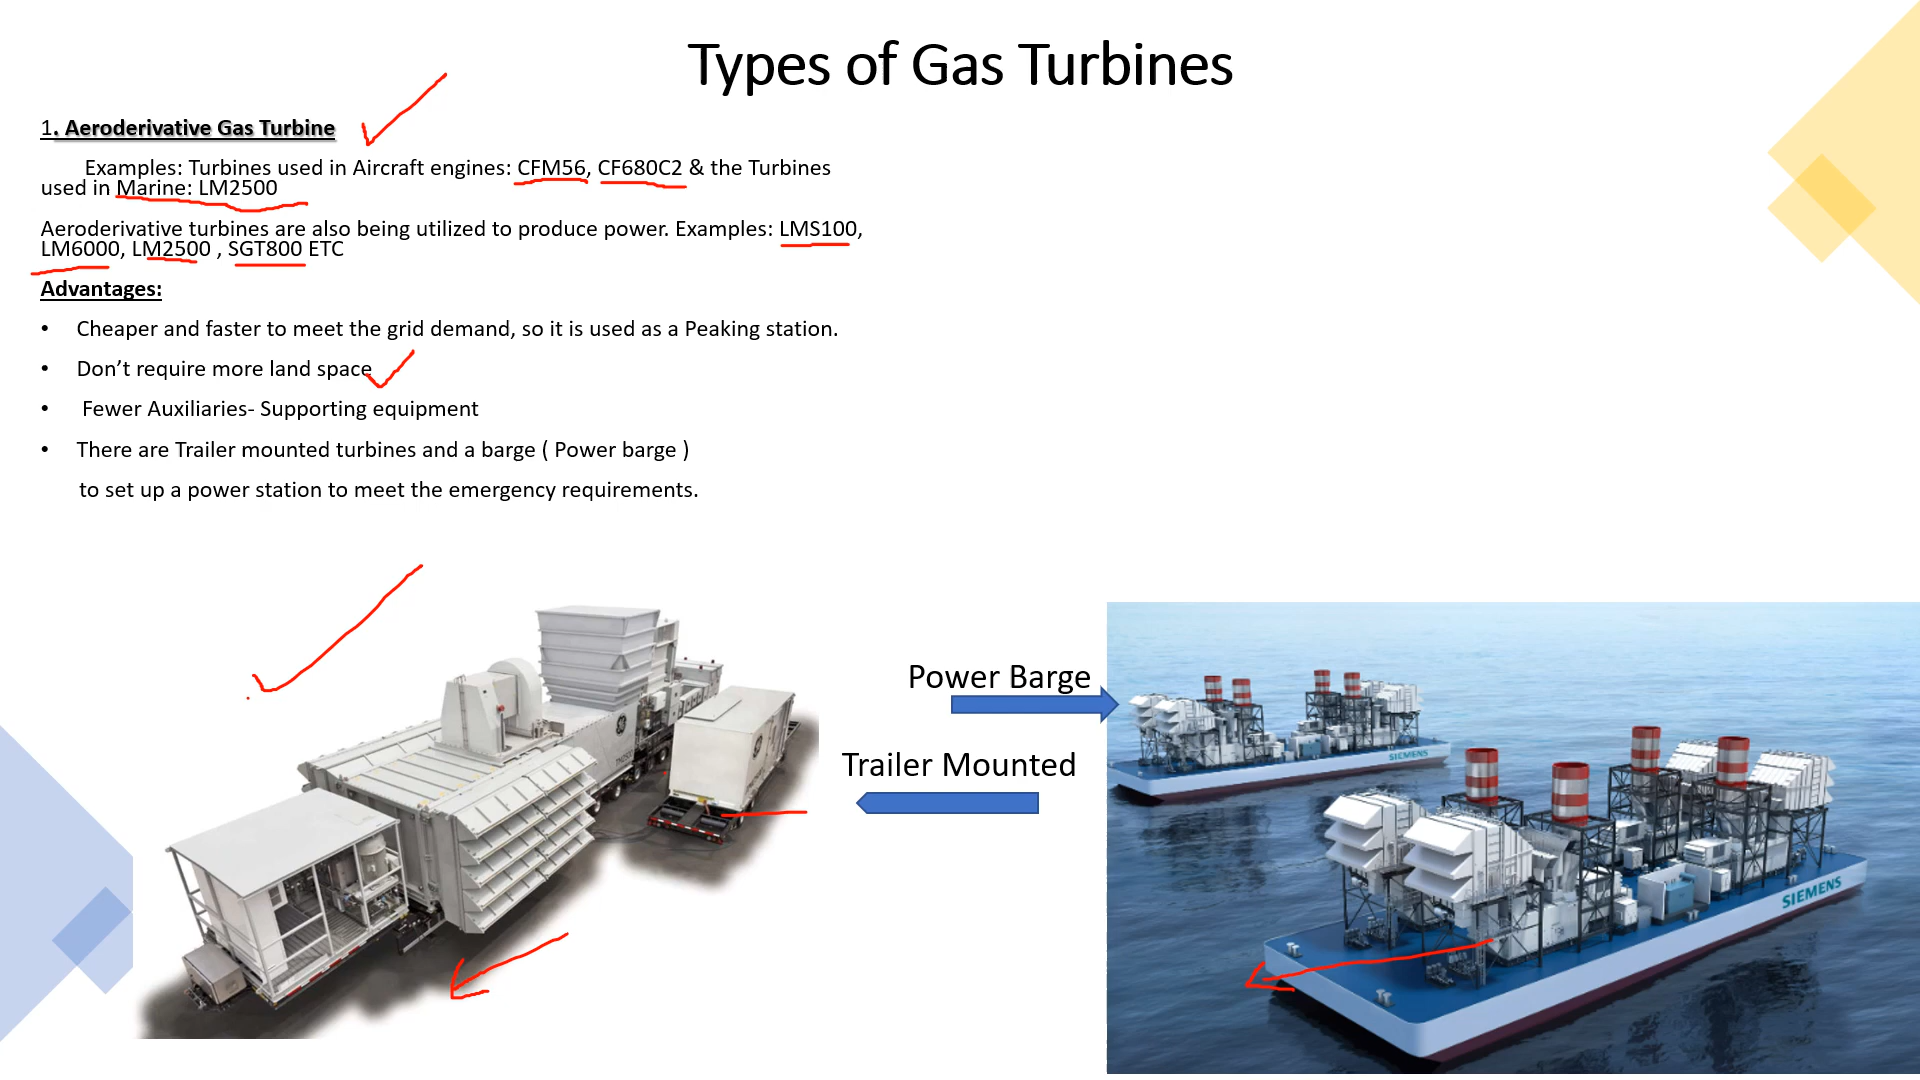 Types of Gas Turbines
1. Aeroderivative Gas Turbine
Examples: Turbines used in Aircraft engines: CFM56, CF680C2 & the Turbines
used in Marine: LM2500
Aeroderivative turbines are also being utilized to produce power. Examples: LMS100,
LM6000, LM2500 , SGT800 ETC
Advantages:
• Cheaper and faster to meet the grid demand, so it is used as a Peaking station.
• Don’t require more land space
• Fewer Auxiliaries- Supporting equipment
• There are Trailer mounted turbines and a barge ( Power barge )
to set up a power station to meet the emergency requirements.
Power Barge
Trailer Mounted
SIEMENS
SIEMENS